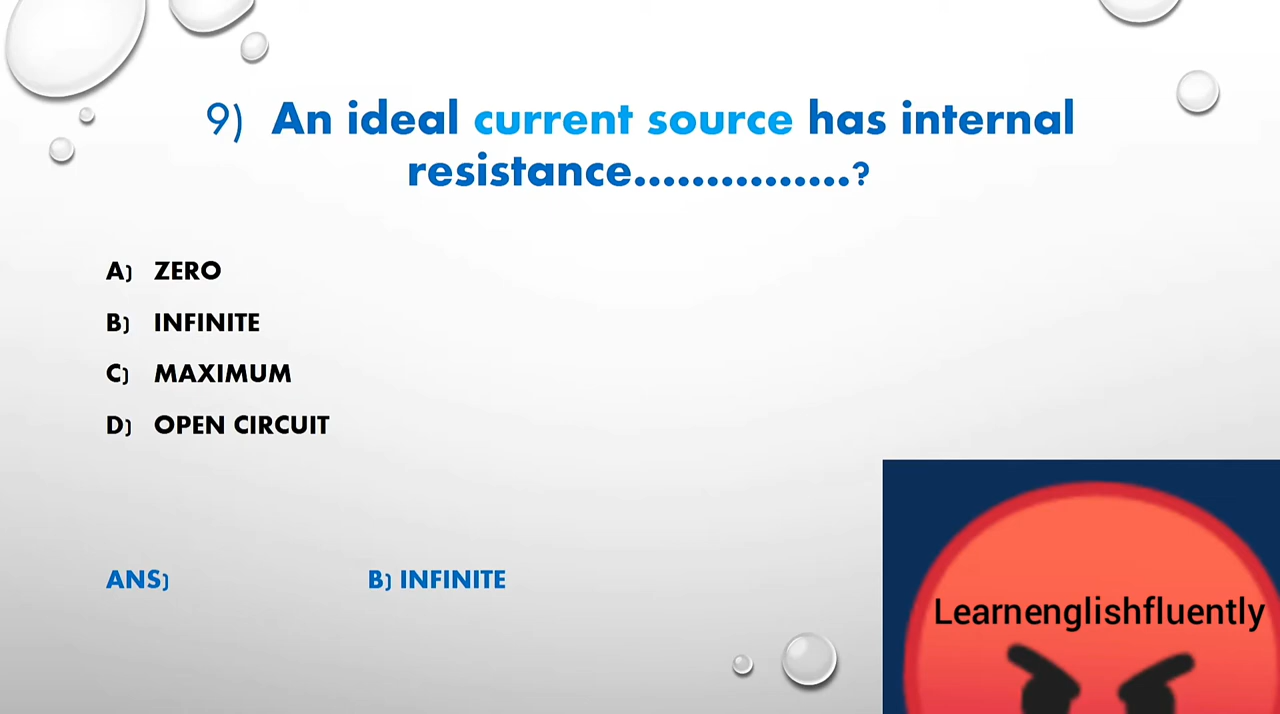 9) An ideal current source has internal
resistance...............?
A) ZERO
B) INFINITE
C) MAXIMUM
D) OPEN CIRCUIT
ANS) B) INFINITE
Learnenglishfluently